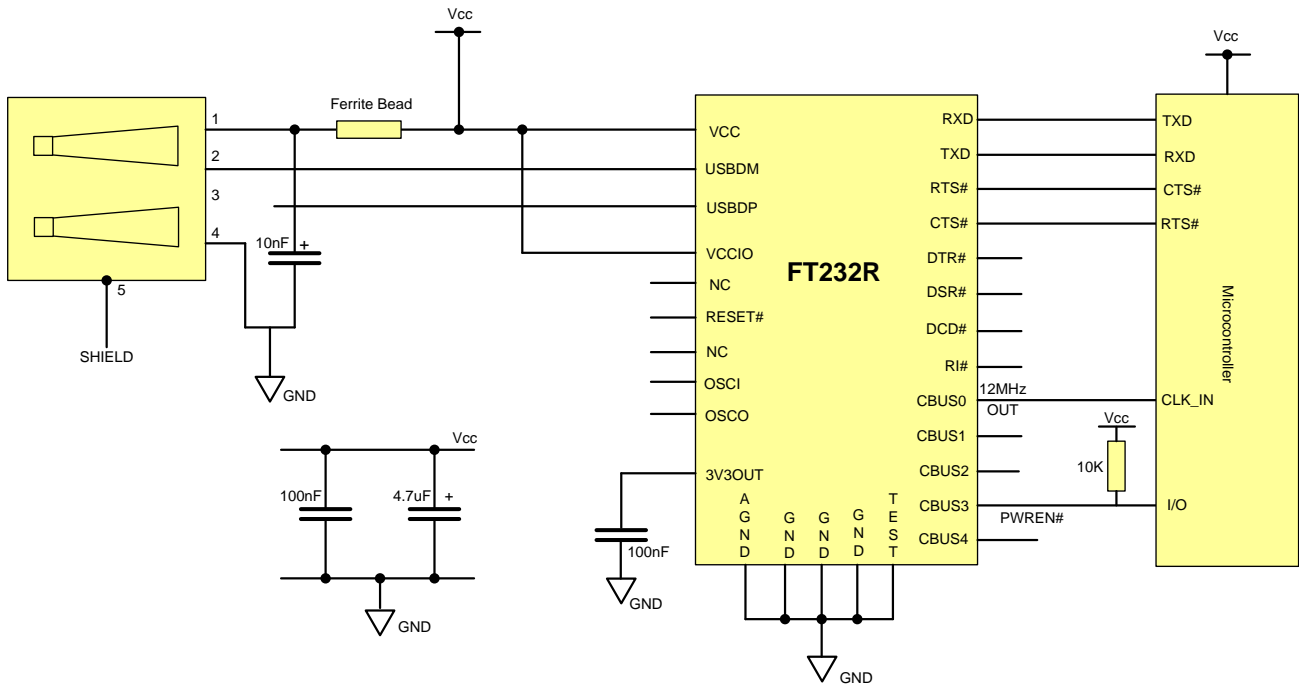 Vcc
Vcc
Ferrite Bead
1
2
3
4
5
SHIELD
10nF +
GND
Vcc
100nF
4.7uF +
GND
VCC
USBDM
USBDP
VCCIO
NC
RESET#
NC
OSCI
OSCO
3V3OUT
100nF
GND
FT232R
AGND
GND
GND
GND
TEST
GND
RXD
TXD
RTS#
CTS#
DTR#
DSR#
DCD#
RI#
CBUS0
CBUS1
CBUS2
CBUS3
CBUS4
12MHz
OUT
Vcc
10K
PWREN#
TXD
RXD
CTS#
RTS#
Microcontroller
CLK_IN
I/O